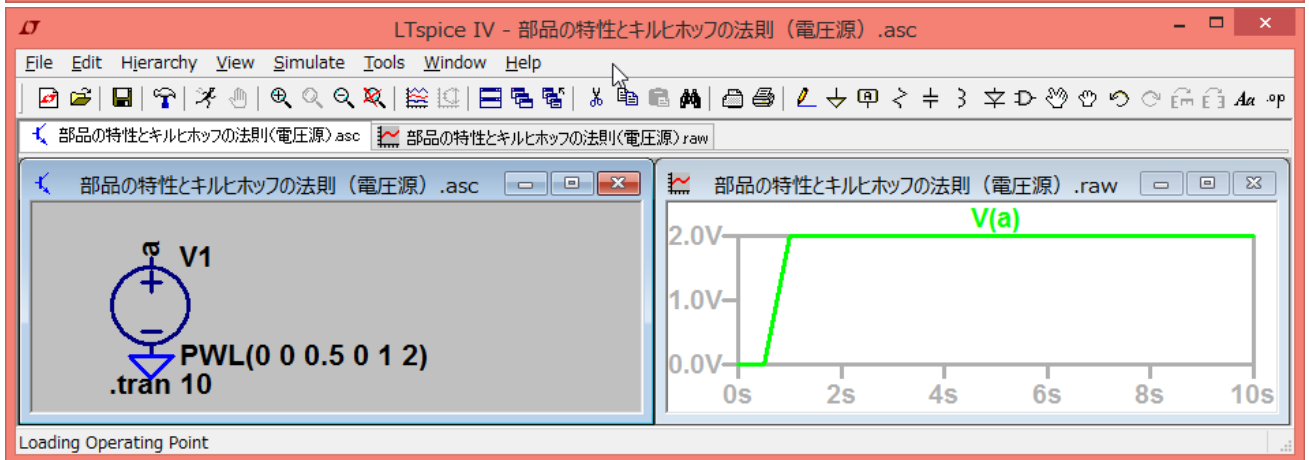 LTspice IV - 部品の特性とキルヒホッフの法則（電圧源）.asc
File Edit Hierarchy View Simulate Tools Window Help
Aa .op
部品の特性とキルヒホッフの法則(電圧源).asc 部品の特性とキルヒホッフの法則(電圧源).raw
部品の特性とキルヒホッフの法則（電圧源）.asc
a
V1
PWL(0 0 0.5 0 1 2)
.tran 10
部品の特性とキルヒホッフの法則（電圧源）.raw
V(a)
2.0V
1.0V
0.0V
0s 2s 4s 6s 8s 10s
Loading Operating Point